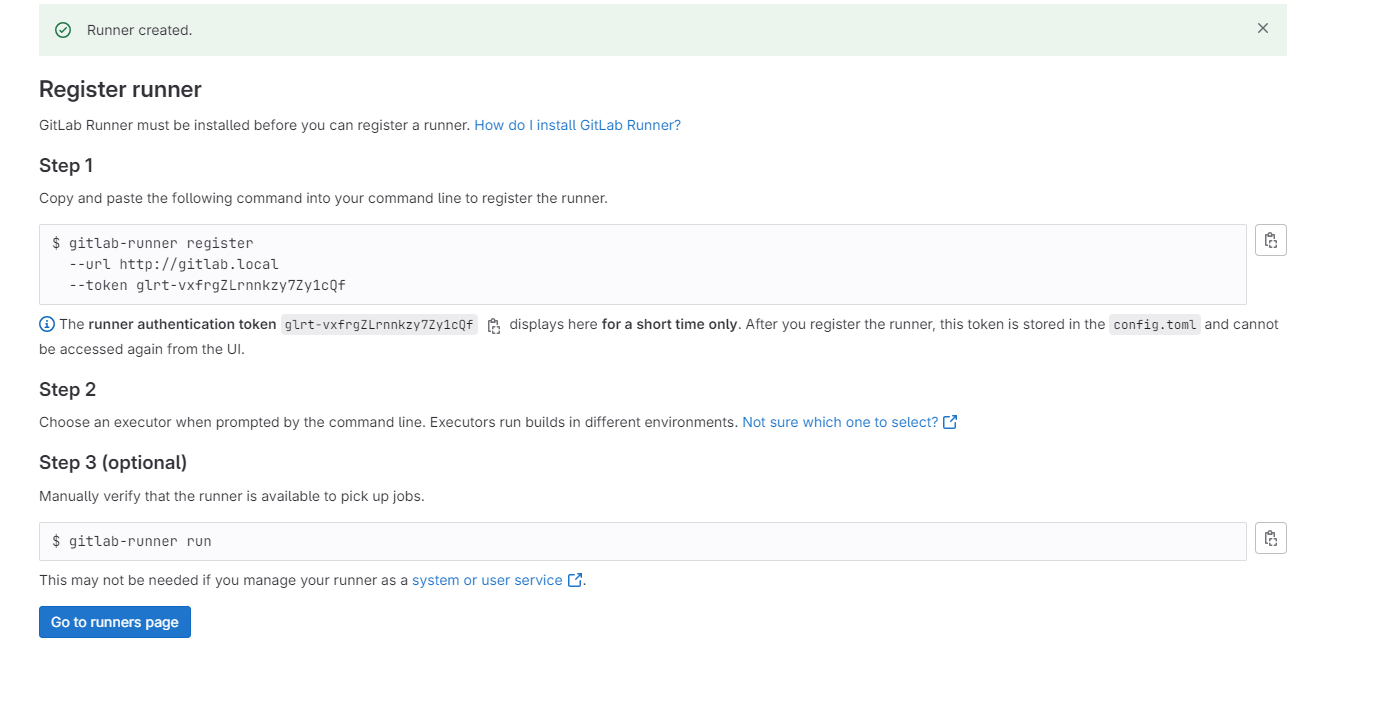 Runner created.
Register runner
GitLab Runner must be installed before you can register a runner. How do I install GitLab Runner?
Step 1
Copy and paste the following command into your command line to register the runner.
$ gitlab-runner register
--url http://gitlab.local
--token glrt-vxfrgZLrnnkzy7Zy1cQf
The runner authentication token glrt-vxfrgZLrnnkzy7Zy1cQf displays here for a short time only. After you register the runner, this token is stored in the config.toml and cannot
be accessed again from the UI.
Step 2
Choose an executor when prompted by the command line. Executors run builds in different environments. Not sure which one to select?
Step 3 (optional)
Manually verify that the runner is available to pick up jobs.
$ gitlab-runner run
This may not be needed if you manage your runner as a system or user service.
Go to runners page